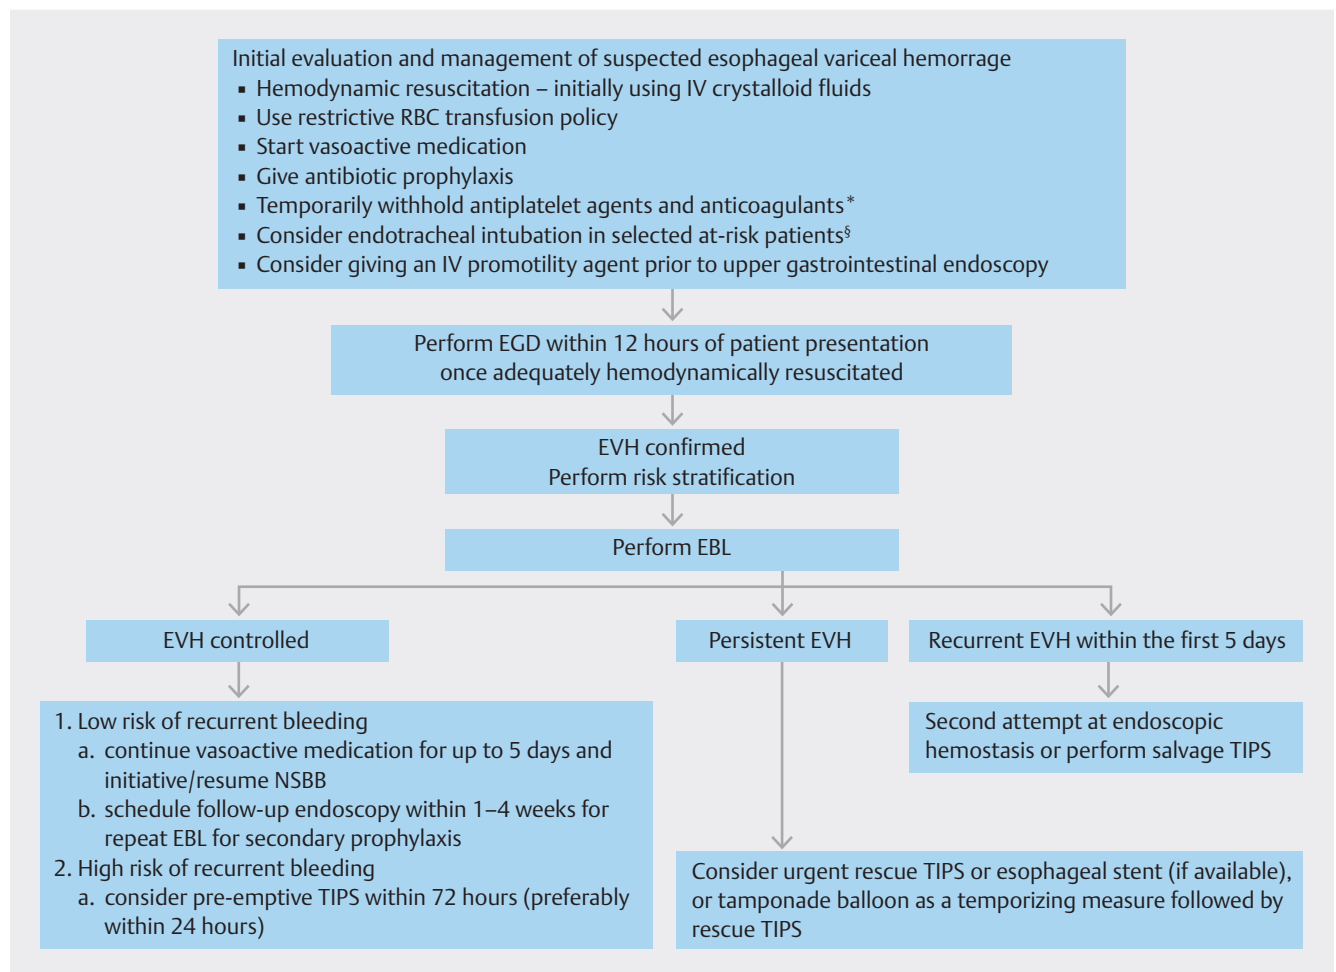 Initial evaluation and management of suspected esophageal variceal hemorrage
▪ Hemodynamic resuscitation – initially using IV crystalloid fluids
▪ Use restrictive RBC transfusion policy
▪ Start vasoactive medication
▪ Give antibiotic prophylaxis
▪ Temporarily withhold antiplatelet agents and anticoagulants*
▪ Consider endotracheal intubation in selected at-risk patients§
▪ Consider giving an IV promotility agent prior to upper gastrointestinal endoscopy
Perform EGD within 12 hours of patient presentation
once adequately hemodynamically resuscitated
EVH confirmed
Perform risk stratification
Perform EBL
EVH controlled
Persistent EVH
Recurrent EVH within the first 5 days
1. Low risk of recurrent bleeding
a. continue vasoactive medication for up to 5 days and
initiative/resume NSBB
b. schedule follow-up endoscopy within 1–4 weeks for
repeat EBL for secondary prophylaxis
2. High risk of recurrent bleeding
a. consider pre-emptive TIPS within 72 hours (preferably
within 24 hours)
Second attempt at endoscopic
hemostasis or perform salvage TIPS
Consider urgent rescue TIPS or esophageal stent (if available),
or tamponade balloon as a temporizing measure followed by
rescue TIPS